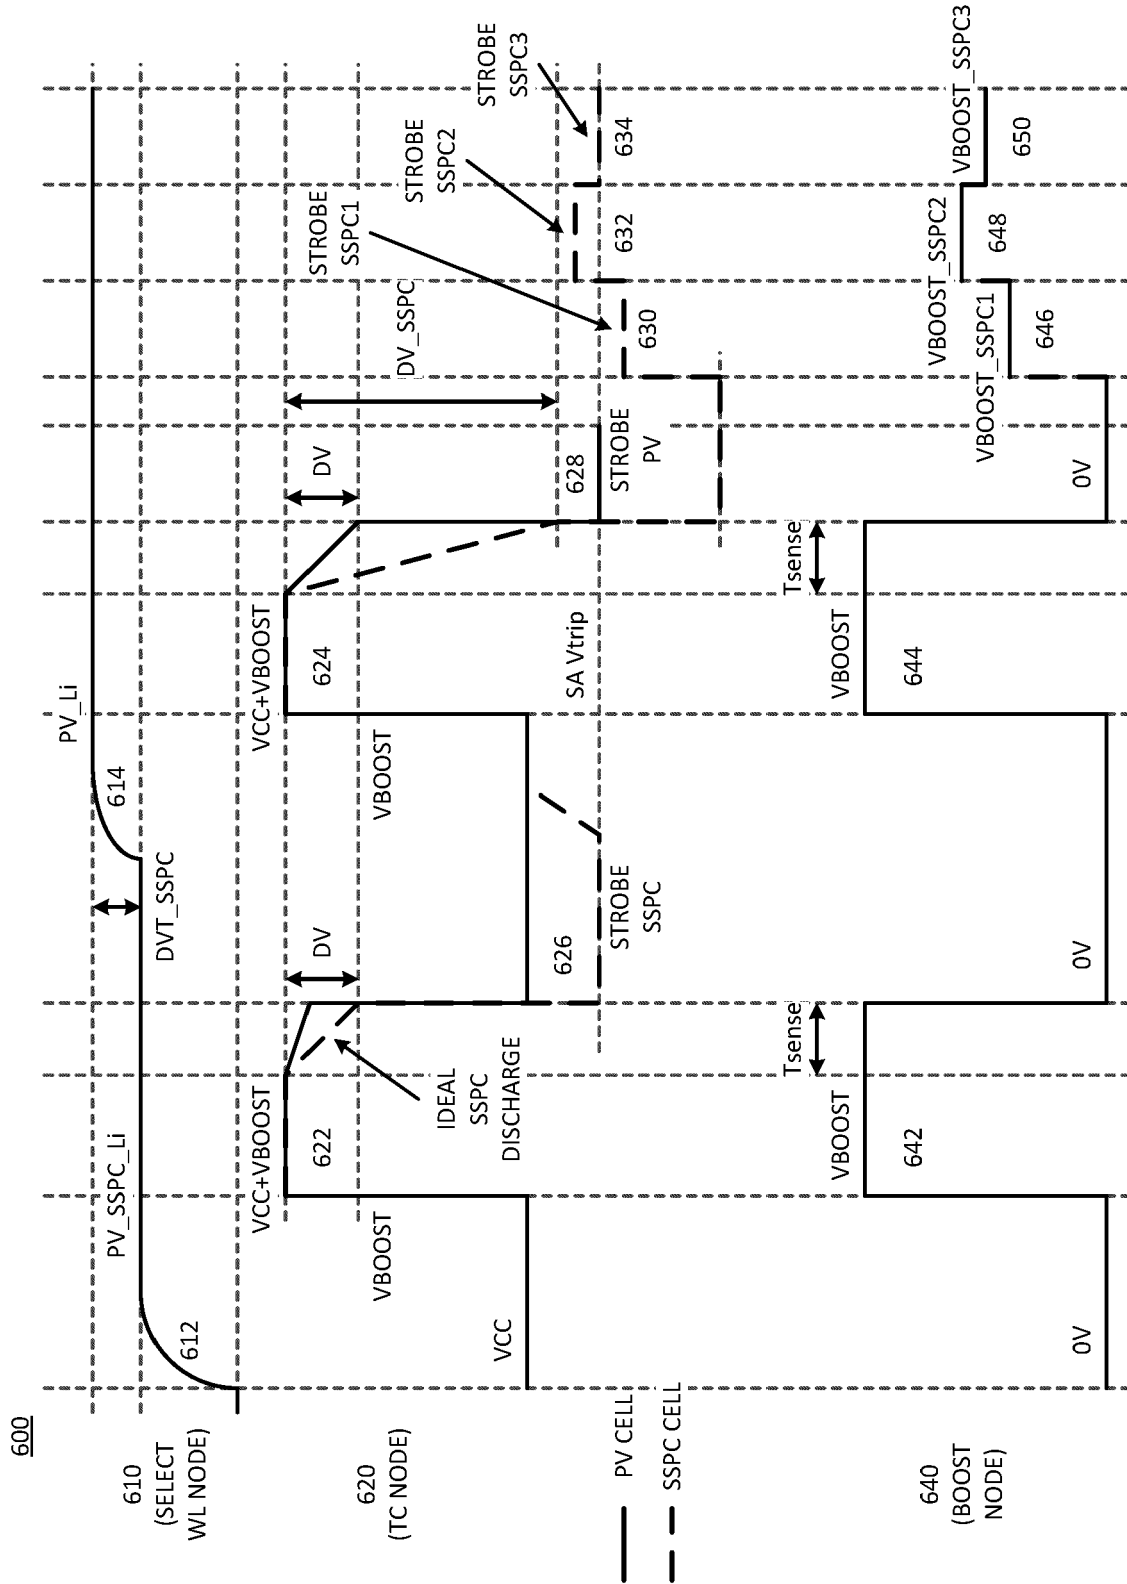 600
610
(SELECT
WL NODE)
PV_SSPC_Li
PV_Li
612
614
DVT_SSPC
620
(TC NODE)
VCC
VBOOST
VCC+VBOOST
622
IDEAL
SSPC
DISCHARGE
DV
626
STROBE
SSPC
VBOOST
VCC+VBOOST
624
SA Vtrip
DV
628
STROBE
PV
DV_SSPC
STROBE
SSPC1
630
STROBE
SSPC2
632
STROBE
SSPC3
634
PV CELL
SSPC CELL
640
(BOOST
NODE)
0V
VBOOST
642
Tsense
0V
VBOOST
644
Tsense
0V
VBOOST_SSPC1
646
VBOOST_SSPC2
648
VBOOST_SSPC3
650